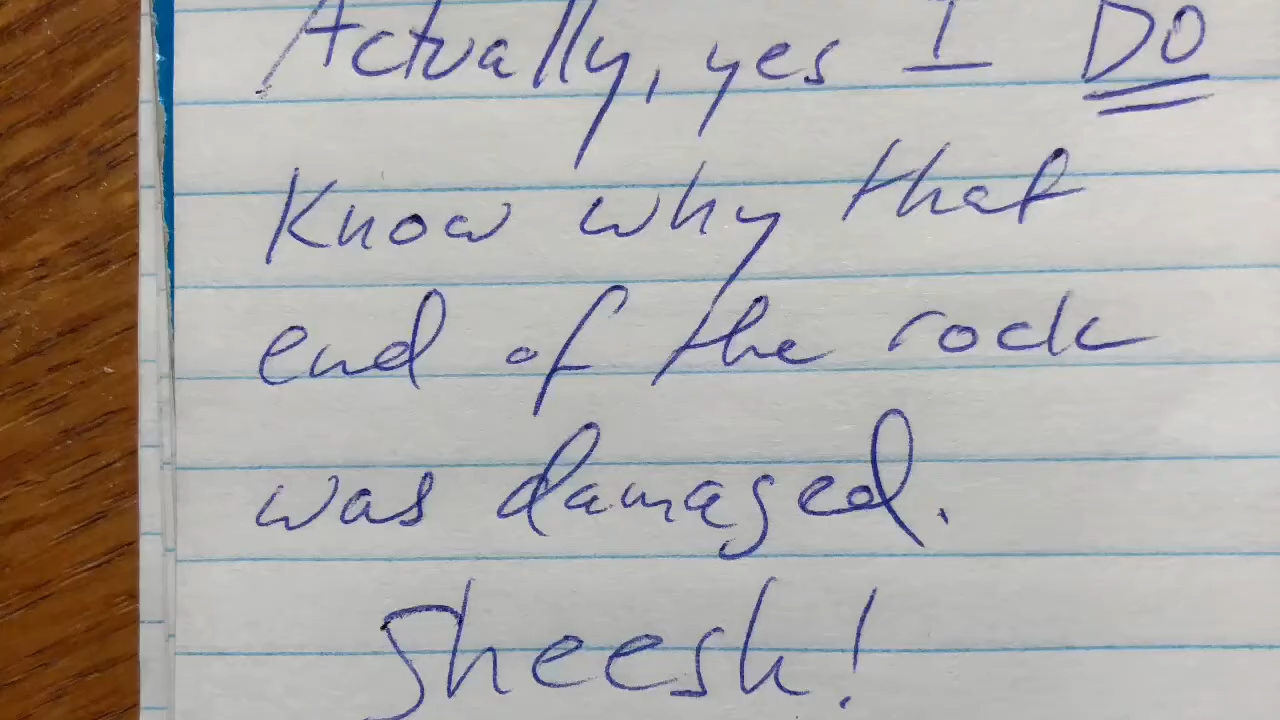 Actually, yes I DO
Know why that
end of the rock
was damaged.
Sheesh!